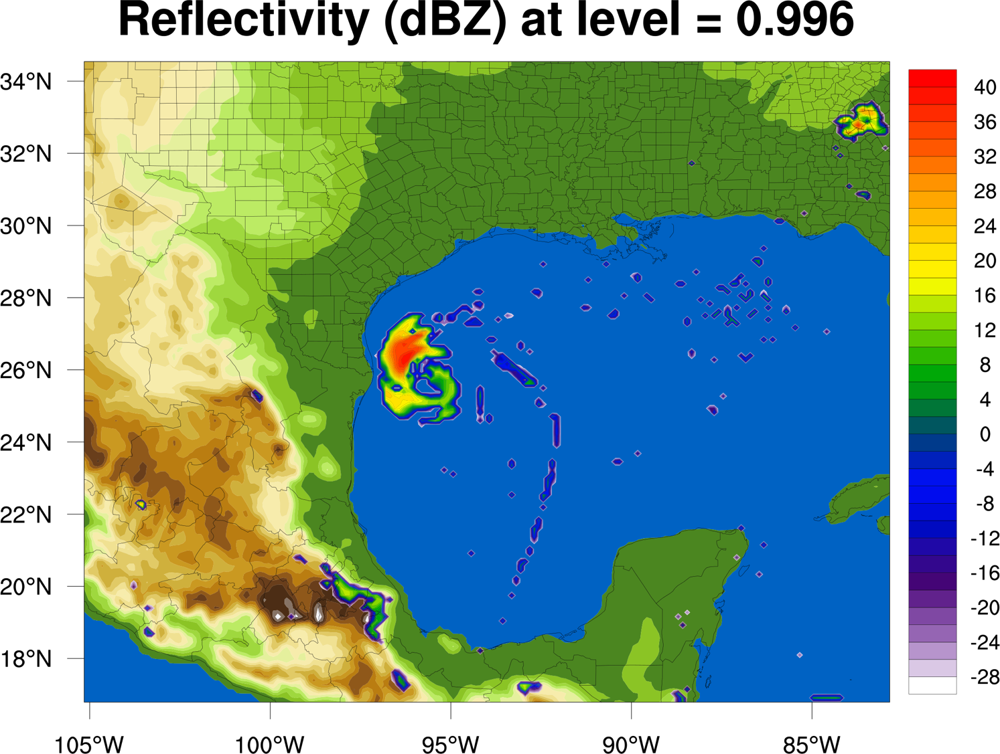 Reflectivity (dBZ) at level = 0.996
34°N
32°N
30°N
28°N
26°N
24°N
22°N
20°N
18°N
105°W
100°W
95°W
90°W
85°W
40
36
32
28
24
20
16
12
8
4
0
-4
-8
-12
-16
-20
-24
-28